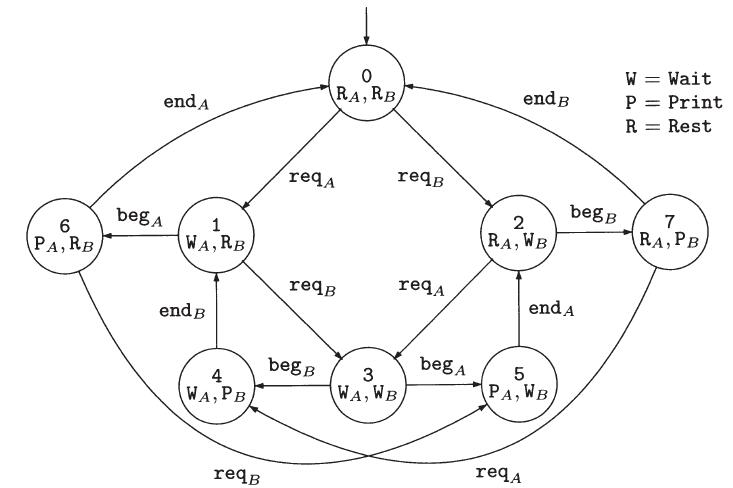 0
R_A, R_B
W = Wait
P = Print
R = Rest
end_A
end_B
req_A
req_B
6
P_A, R_B
beg_A
1
W_A, R_B
2
R_A, W_B
beg_B
7
R_A, P_B
req_B
req_A
end_B
end_A
4
W_A, P_B
beg_B
3
W_A, W_B
beg_A
5
P_A, W_B
req_B
req_A